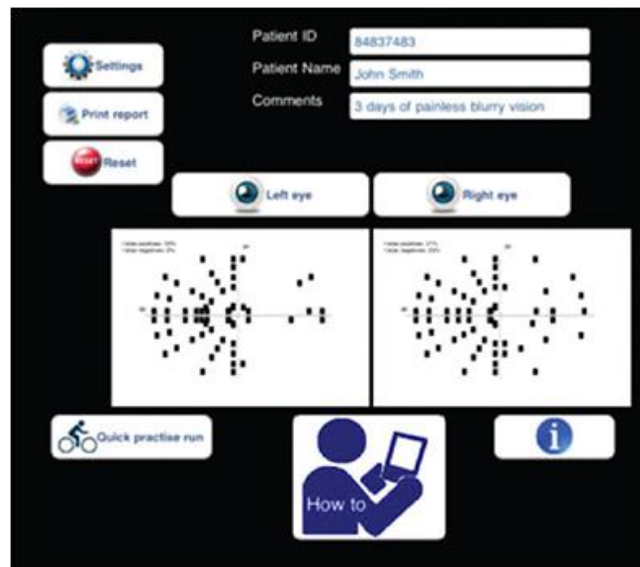 Patient ID
84837483
Settings
Patient Name
John Smith
Print report
Comments
3 days of painless blurry vision
RESET
Reset
Left eye
Right eye
Quick practise run
i
How to